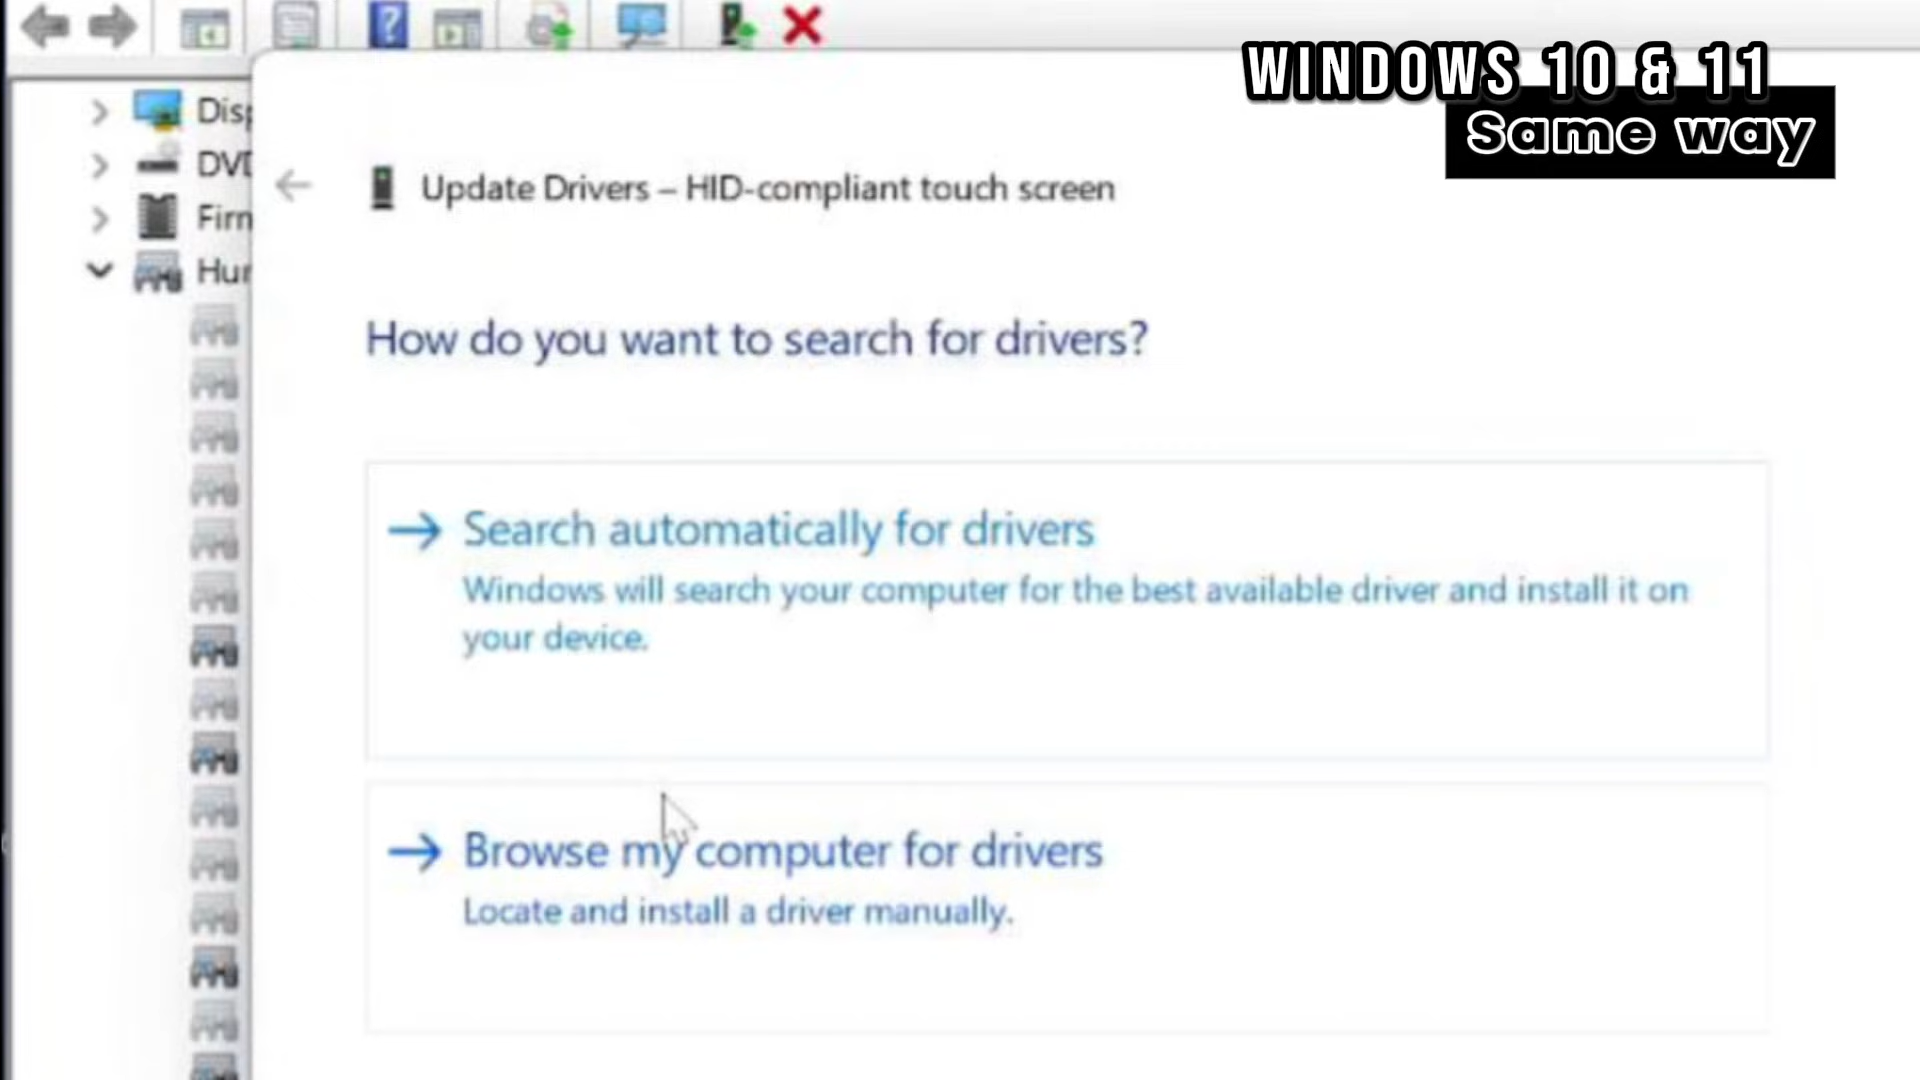 WINDOWS 10 & 11
Same way
Update Drivers – HID-compliant touch screen
How do you want to search for drivers?
Search automatically for drivers
Windows will search your computer for the best available driver and install it on
your device.
Browse my computer for drivers
Locate and install a driver manually.
Disp
DVD
Firm
Hum